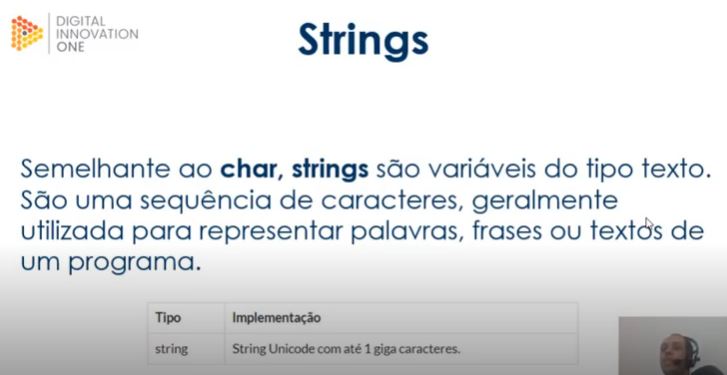 DIGITAL
INNOVATION
ONE
Strings
Semelhante ao char, strings são variáveis do tipo texto.
São uma sequência de caracteres, geralmente
utilizada para representar palavras, frases ou textos de
um programa.
Tipo Implementação
string String Unicode com até 1 giga caracteres.